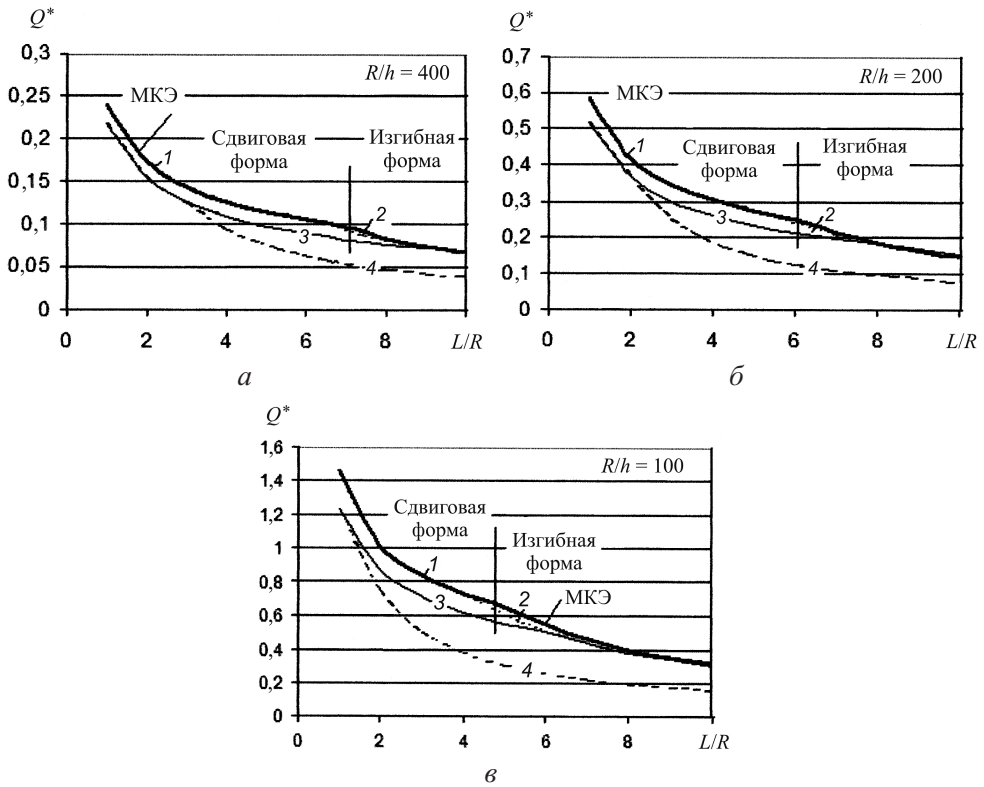 Q*
0,3
0,25
0,2
0,15
0,1
0,05
0
R/h = 400
МКЭ
Сдвиговая
форма
Изгибная
форма
1
2
3
4
0 2 4 6 8 L/R
а
Q*
0,7
0,6
0,5
0,4
0,3
0,2
0,1
0
R/h = 200
МКЭ
Сдвиговая
форма
Изгибная
форма
1
2
3
4
0 2 4 6 8 L/R
б
Q*
1,6
1,4
1,2
1
0,8
0,6
0,4
0,2
0
R/h = 100
Сдвиговая
форма
Изгибная
форма
1
2
МКЭ
3
4
0 2 4 6 8 L/R
в